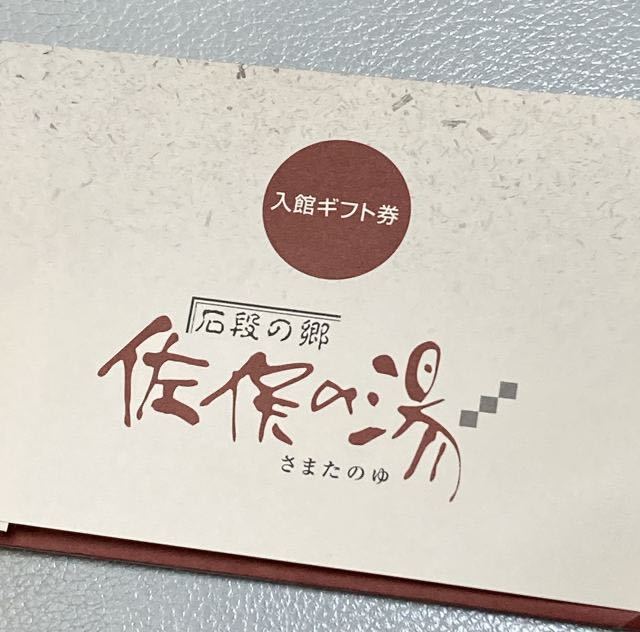 入館ギフト券
石段の郷
佐俣の湯
さまたのゆ